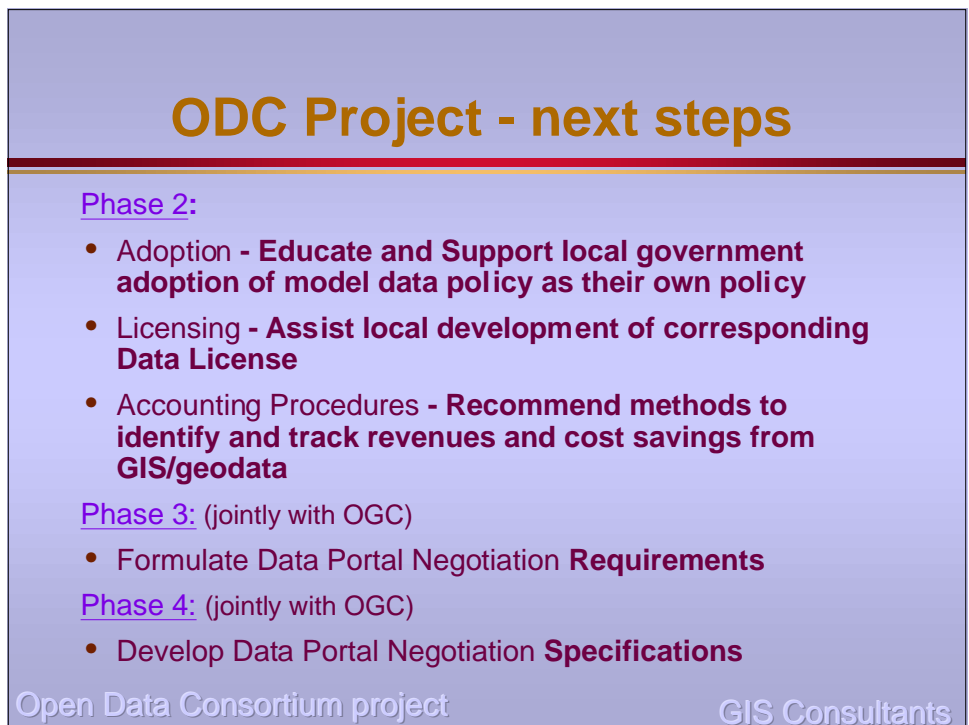 ODC Project - next steps
Phase 2:
• Adoption - Educate and Support local government
adoption of model data policy as their own policy
• Licensing - Assist local development of corresponding
Data License
• Accounting Procedures - Recommend methods to
identify and track revenues and cost savings from
GIS/geodata
Phase 3: (jointly with OGC)
• Formulate Data Portal Negotiation Requirements
Phase 4: (jointly with OGC)
• Develop Data Portal Negotiation Specifications
Open Data Consortium project
GIS Consultants